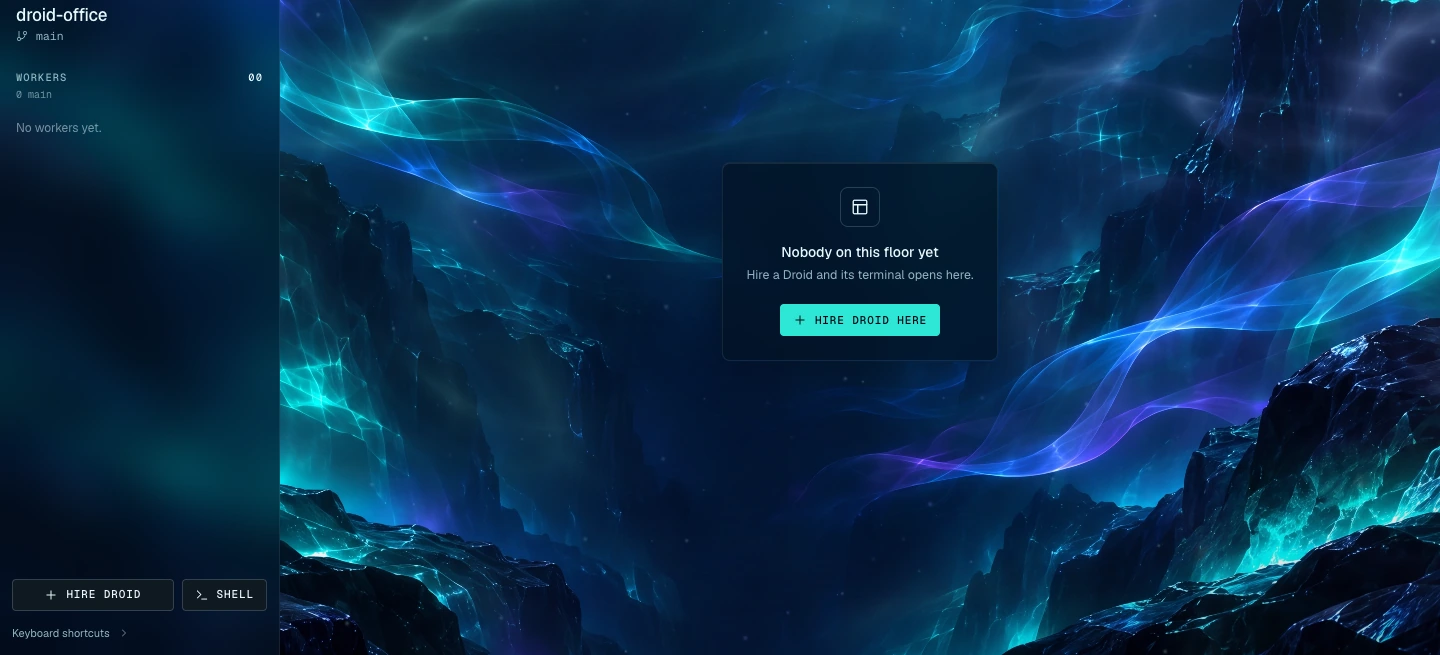 droid-office
main
WORKERS 00
0 main
No workers yet.
Nobody on this floor yet
Hire a Droid and its terminal opens here.
HIRE DROID HERE
HIRE DROID SHELL
Keyboard shortcuts